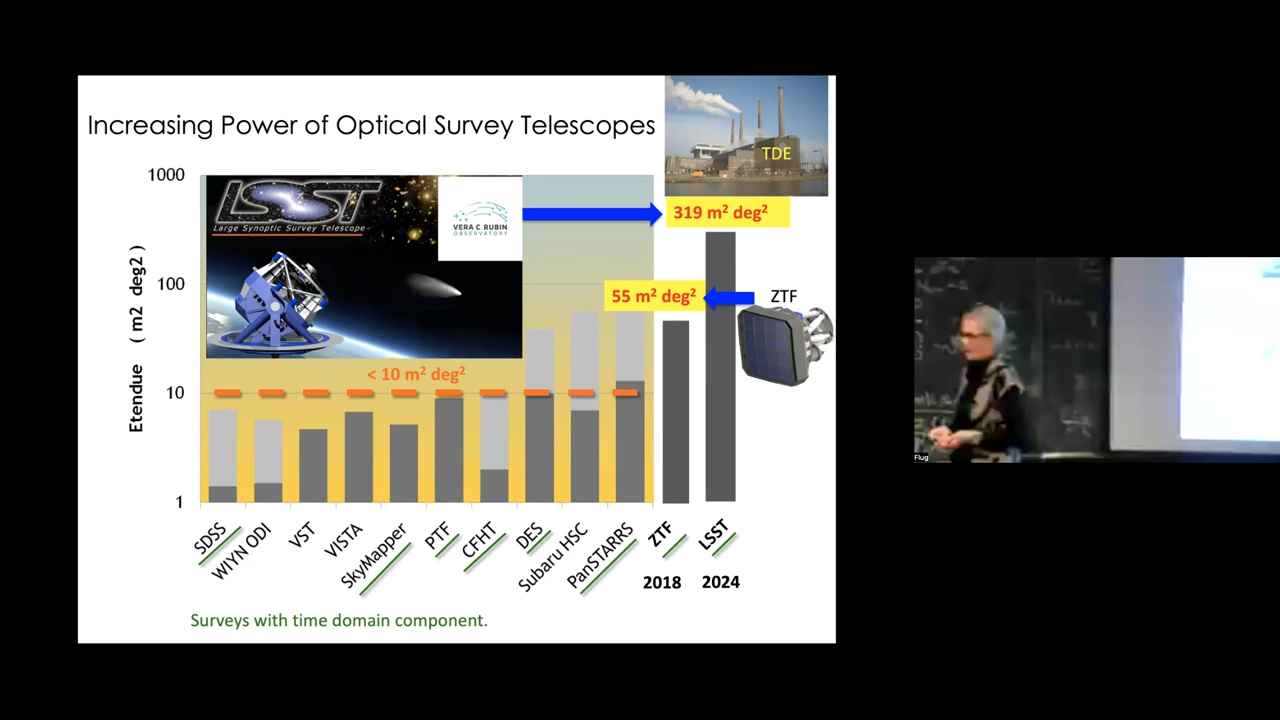 Increasing Power of Optical Survey Telescopes
TDE
1000
LSST
Large Synoptic Survey Telescope
VERA C. RUBIN
OBSERVATORY
319 m² deg²
Etendue ( m2 deg2 )
100
55 m² deg²
ZTF
< 10 m² deg²
10
1
SDSS
WIYN ODI
VST
VISTA
SkyMapper
PTF
CFHT
DES
Subaru HSC
PanSTARRS
ZTF
LSST
2018
2024
Surveys with time domain component.
Flug